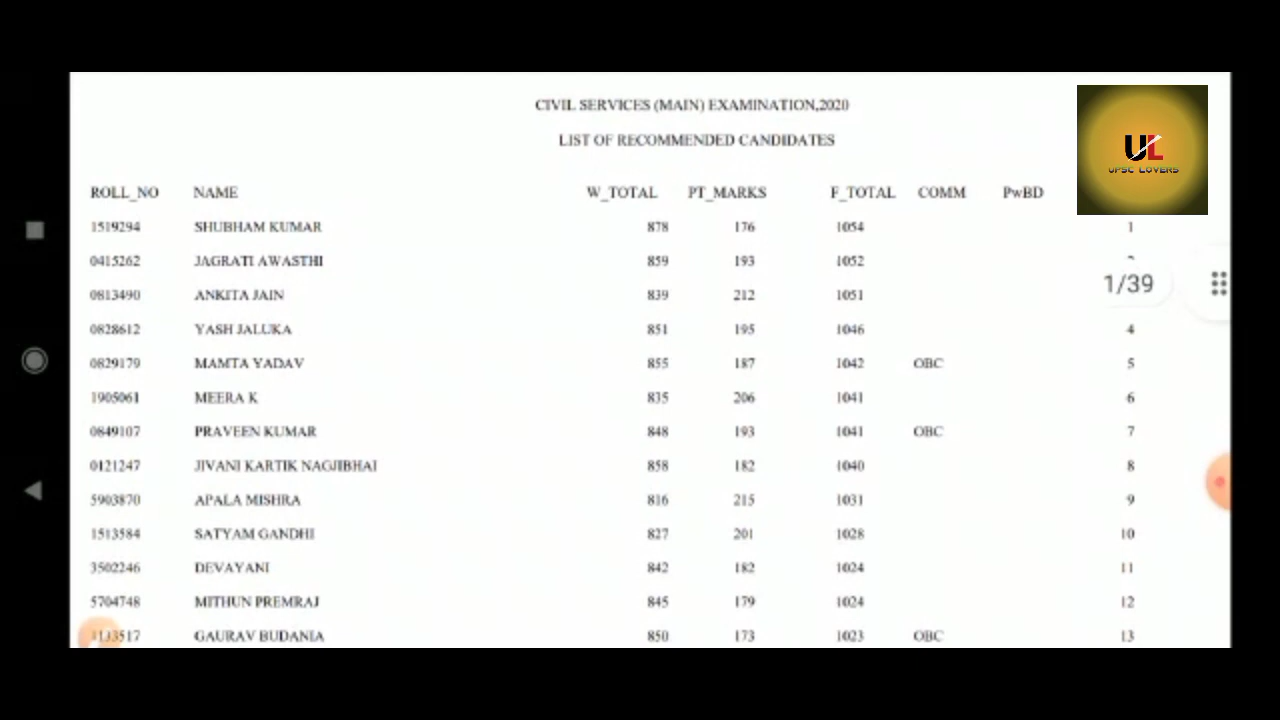 CIVIL SERVICES (MAIN) EXAMINATION,2020
LIST OF RECOMMENDED CANDIDATES
UL
UPSC LOVERS
ROLL_NO NAME W_TOTAL PT_MARKS F_TOTAL COMM PwBD
1519294 SHUBHAM KUMAR 878 176 1054 1
0415262 JAGRATI AWASTHI 859 193 1052
1/39
0813490 ANKITA JAIN 839 212 1051
0828612 YASH JALUKA 851 195 1046 4
0829179 MAMTA YADAV 855 187 1042 OBC 5
1905061 MEERA K 835 206 1041 6
0849107 PRAVEEN KUMAR 848 193 1041 OBC 7
0121247 JIVANI KARTIK NAGJIBHAI 858 182 1040 8
5903870 APALA MISHRA 816 215 1031 9
1513584 SATYAM GANDHI 827 201 1028 10
3502246 DEVAYANI 842 182 1024 11
5704748 MITHUN PREMRAJ 845 179 1024 12
GAURAV BUDANIA 850 173 1023 OBC 13